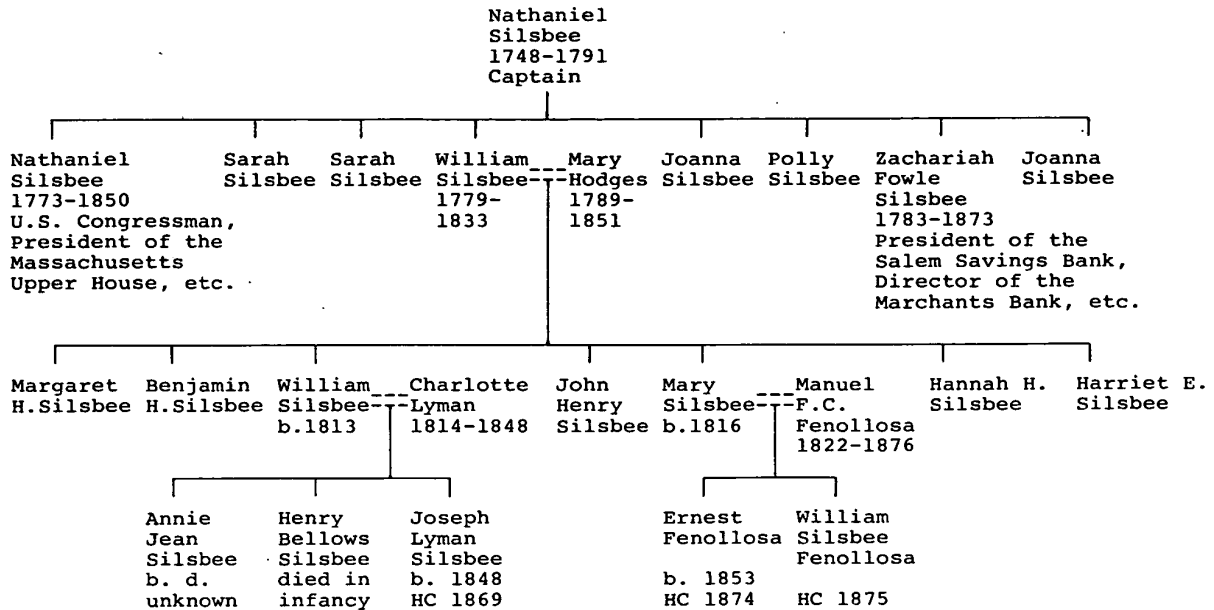 Nathaniel
Silsbee
1748-1791
Captain
Nathaniel
Silsbee
1773-1850
U.S. Congressman,
President of the
Massachusetts
Upper House, etc.
Sarah
Silsbee
Sarah
Silsbee
William
Silsbee
1779-
1833
Mary
Hodges
1789-
1851
Joanna
Silsbee
Polly
Silsbee
Zachariah
Fowle
Silsbee
1783-1873
President of the
Salem Savings Bank,
Director of the
Marchants Bank, etc.
Joanna
Silsbee
Margaret
H.Silsbee
Benjamin
H.Silsbee
William
Silsbee
b.1813
Charlotte
Lyman
1814-1848
John
Henry
Silsbee
Mary
Silsbee
b.1816
Manuel
F.C.
Fenollosa
1822-1876
Hannah H.
Silsbee
Harriet E.
Silsbee
Annie
Jean
Silsbee
b. d.
unknown
Henry
Bellows
Silsbee
died in
infancy
Joseph
Lyman
Silsbee
b. 1848
HC 1869
Ernest
Fenollosa
b. 1853
HC 1874
William
Silsbee
Fenollosa
HC 1875